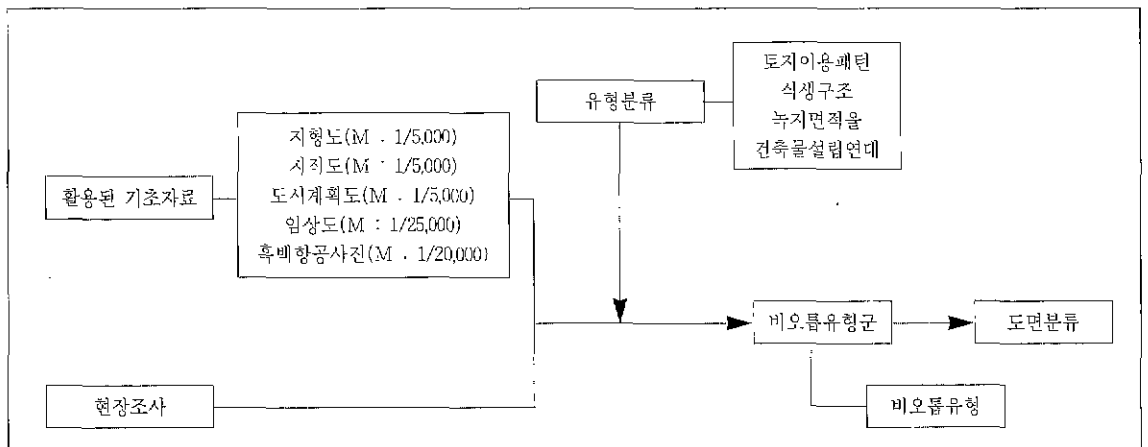 토지이용패턴
식생구조
녹지면적율
건축물설립연대
유형분류
지형도(M . 1/5,000)
지적도(M : 1/5,000)
도시계획도(M . 1/5,000)
임상도(M : 1/25,000)
흑백항공사진(M . 1/20,000)
활용된 기초자료
비오톱유형군
도면분류
현장조사
비오톱유형